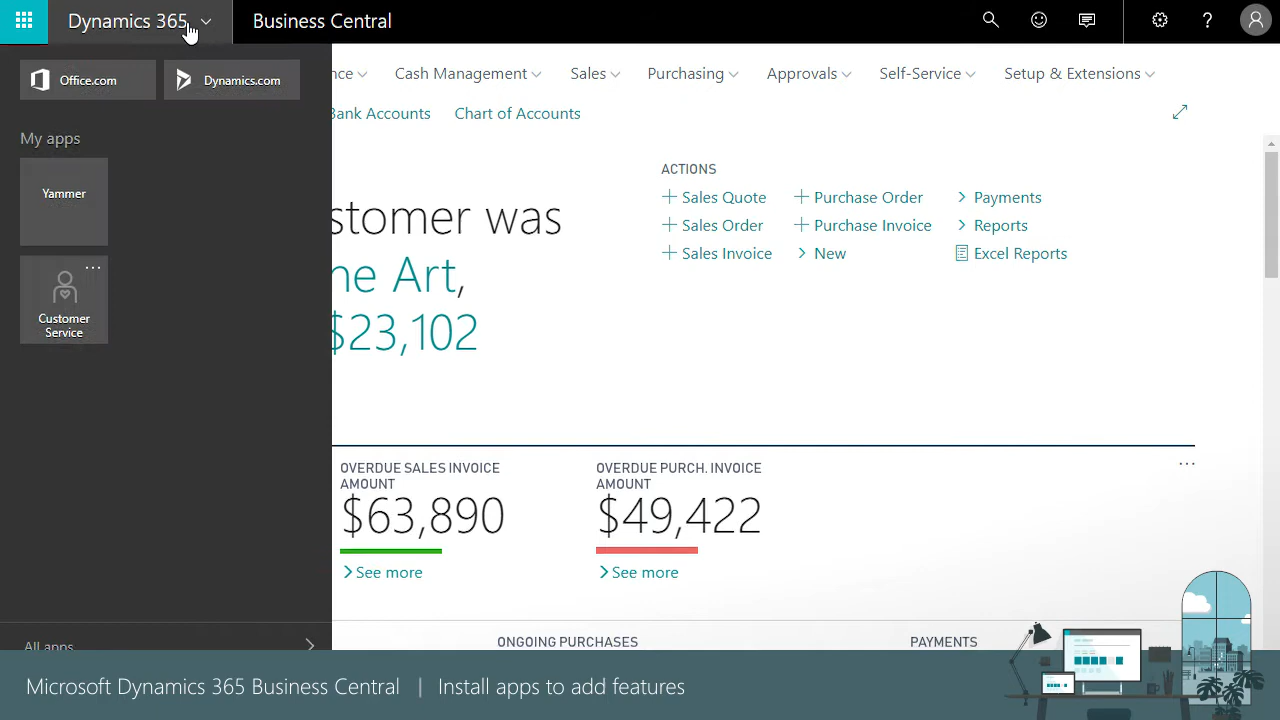 Dynamics 365
Business Central
?
Office.com
Dynamics.com
nce
Cash Management
Sales
Purchasing
Approvals
Self-Service
Setup & Extensions
Bank Accounts
Chart of Accounts
My apps
Yammer
Customer
Service
stomer was
ne Art,
$23,102
ACTIONS
Sales Quote
Purchase Order
Payments
Sales Order
Purchase Invoice
Reports
Sales Invoice
New
Excel Reports
OVERDUE SALES INVOICE
AMOUNT
$63,890
See more
OVERDUE PURCH. INVOICE
AMOUNT
$49,422
See more
All apps
ONGOING PURCHASES
PAYMENTS
Microsoft Dynamics 365 Business Central | Install apps to add features